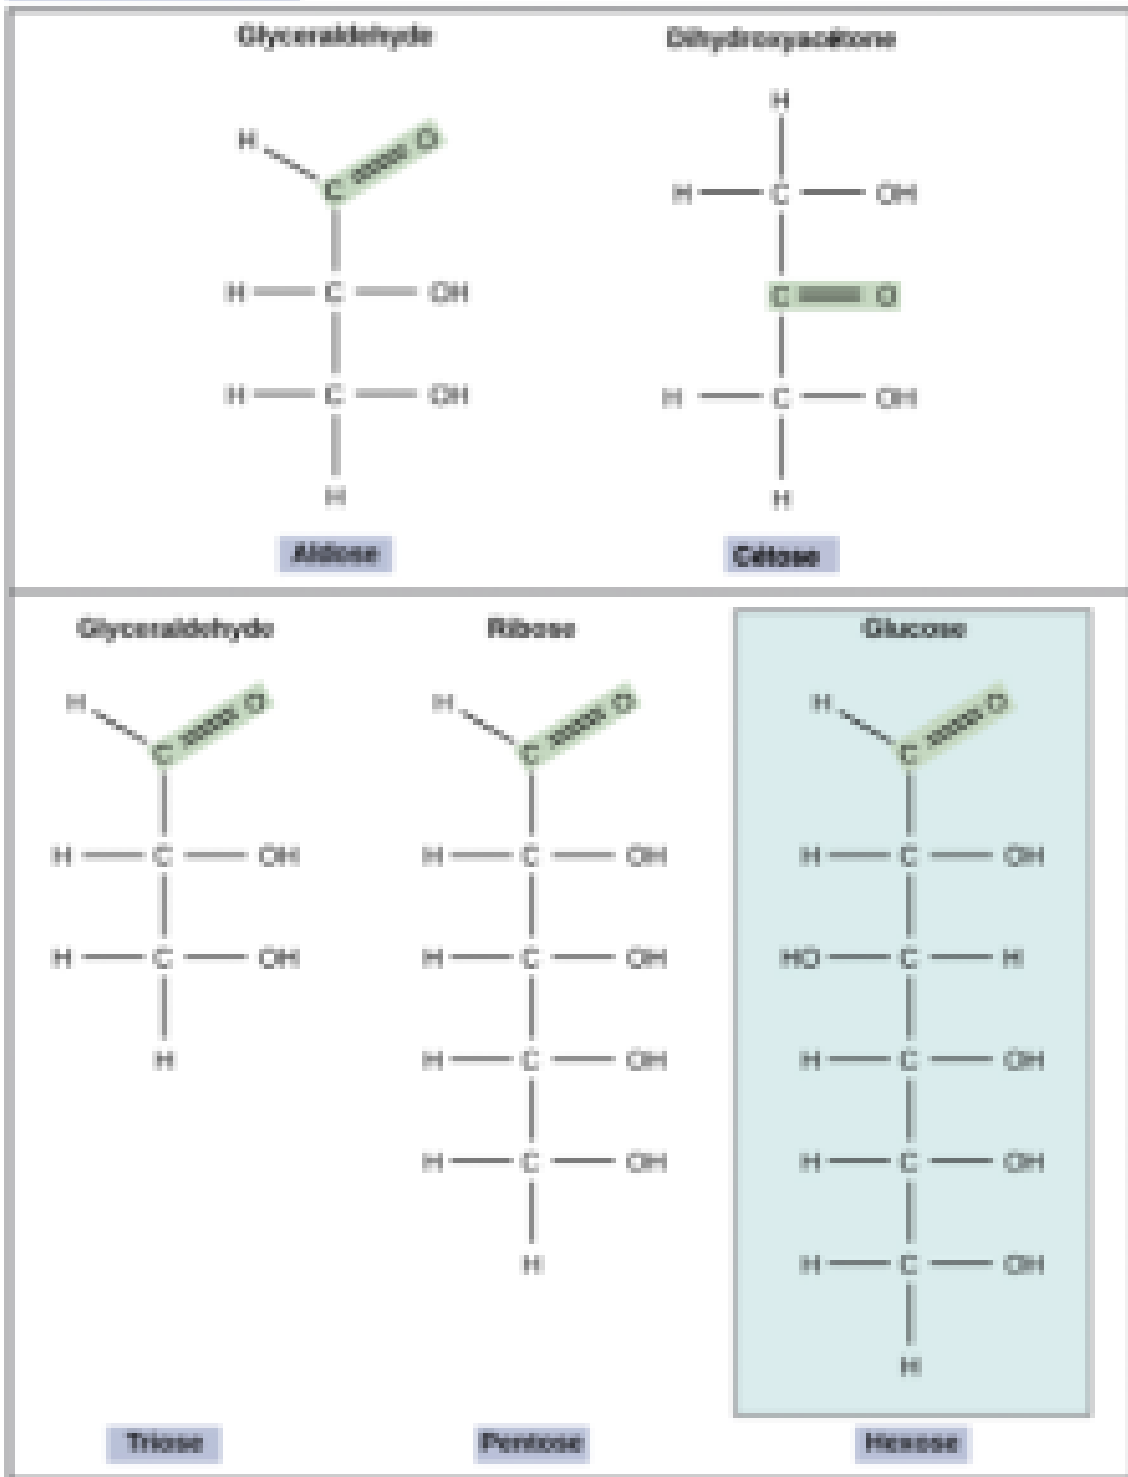 Glyceraldehyde Dihydroxyacétone
H
H O
C
H C OH
H C OH
C O
H C OH
H C OH
H
H
Aldose Cétose
Glyceraldehyde Ribose Glucose
H O H O H O
C C C
H C OH H C OH H C OH
H C OH H C OH HO C H
H H C OH H C OH
H C OH H C OH
H H C OH
H
Triose Pentose Hexose